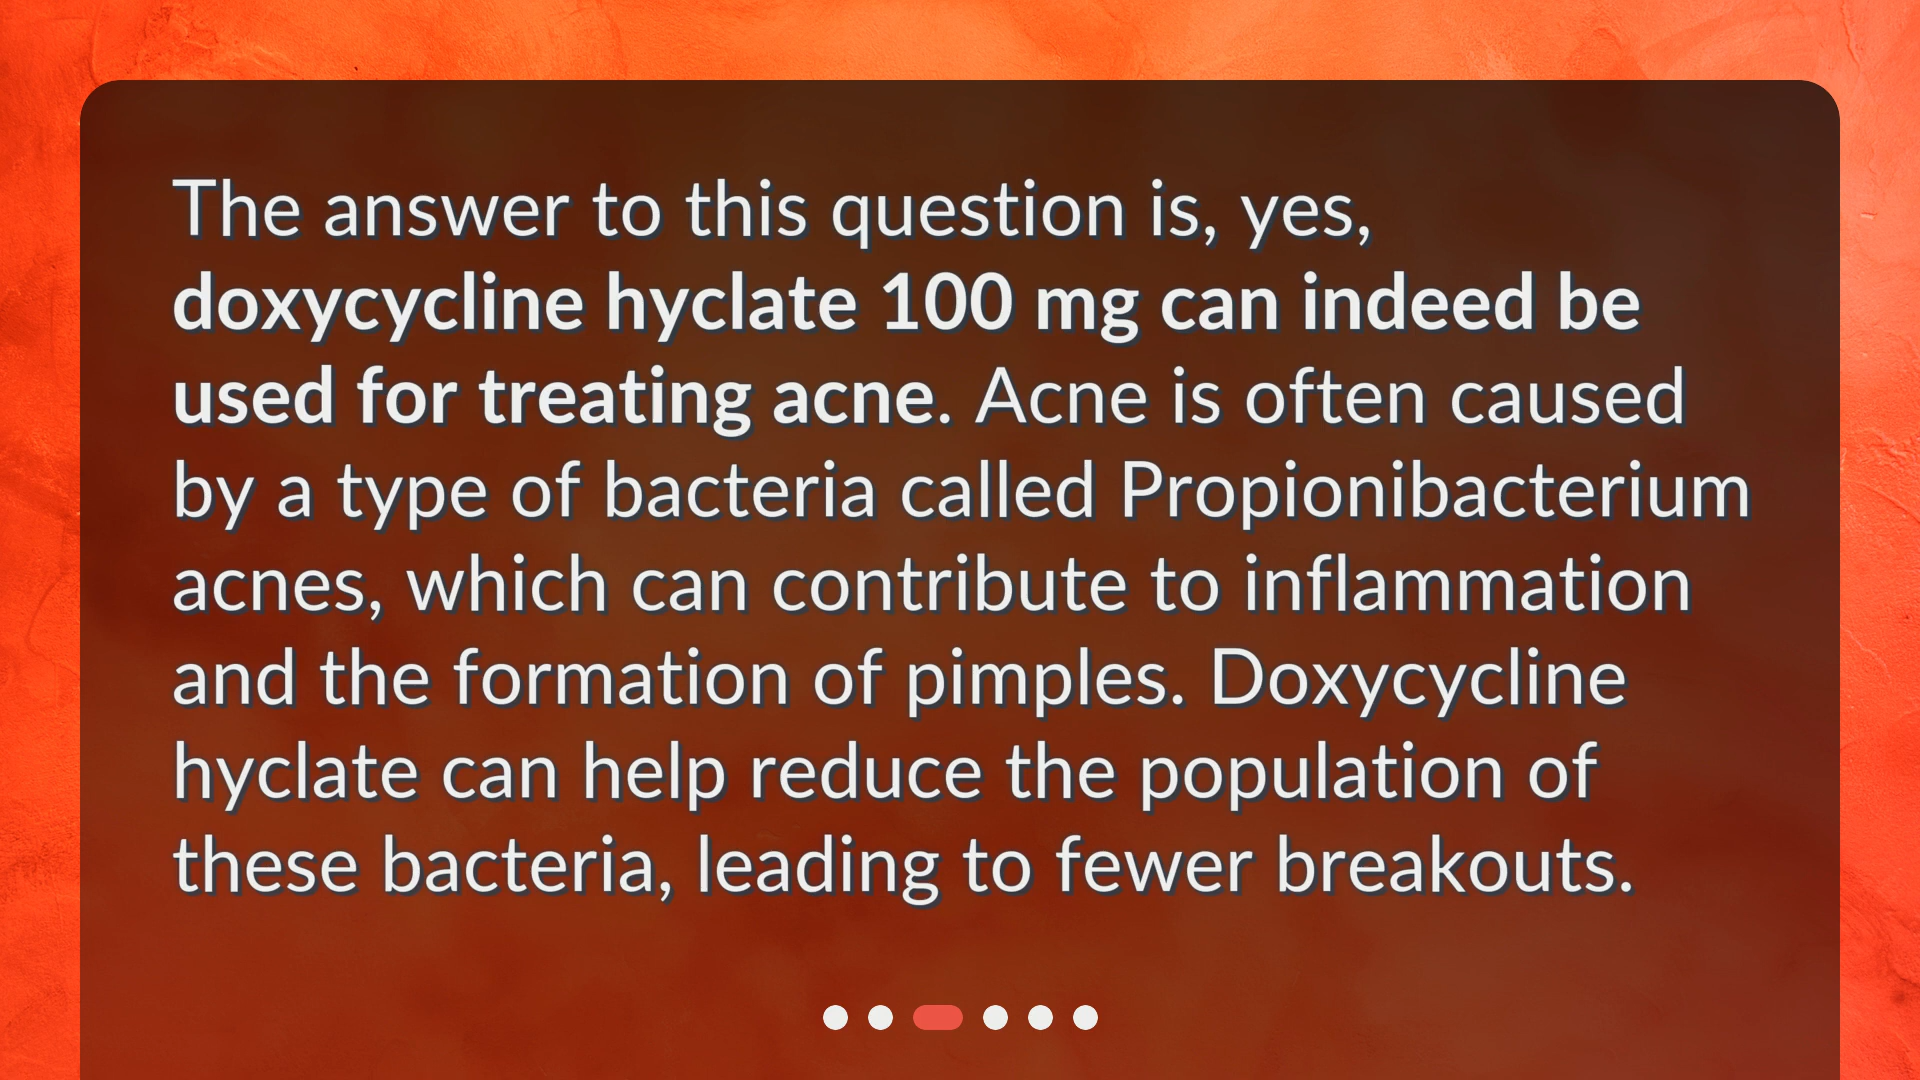 The answer to this question is, yes,
doxycycline hyclate 100 mg can indeed be
used for treating acne. Acne is often caused
by a type of bacteria called Propionibacterium
acnes, which can contribute to inflammation
and the formation of pimples. Doxycycline
hyclate can help reduce the population of
these bacteria, leading to fewer breakouts.